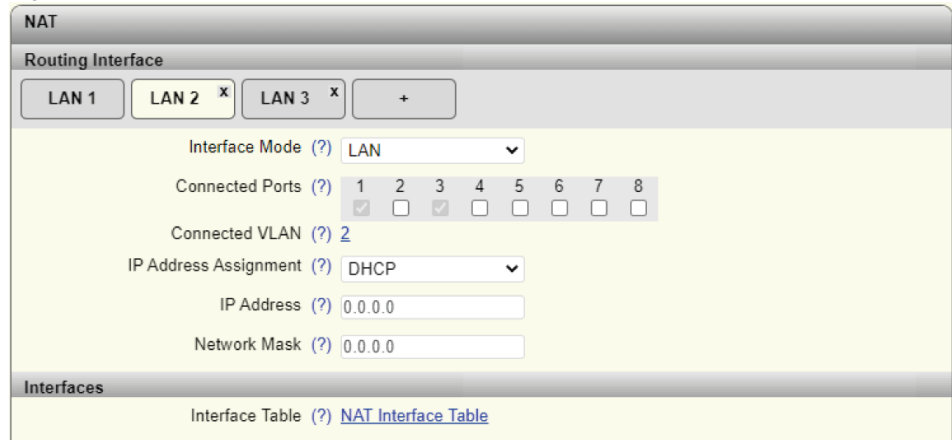 NAT
Routing Interface
LAN 1 LAN 2 x LAN 3 x +
Interface Mode (?) LAN
Connected Ports (?) 1 2 3 4 5 6 7 8
Connected VLAN (?) 2
IP Address Assignment (?) DHCP
IP Address (?) 0.0.0.0
Network Mask (?) 0.0.0.0
Interfaces
Interface Table (?) NAT Interface Table